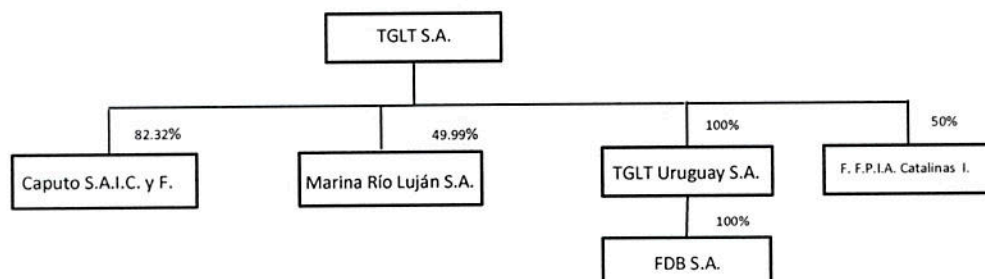 TGLT S.A.
82.32%
49.99%
100%
50%
Caputo S.A.I.C. y F.
Marina Río Luján S.A.
TGLT Uruguay S.A.
F. F.P.I.A. Catalinas I.
100%
FDB S.A.